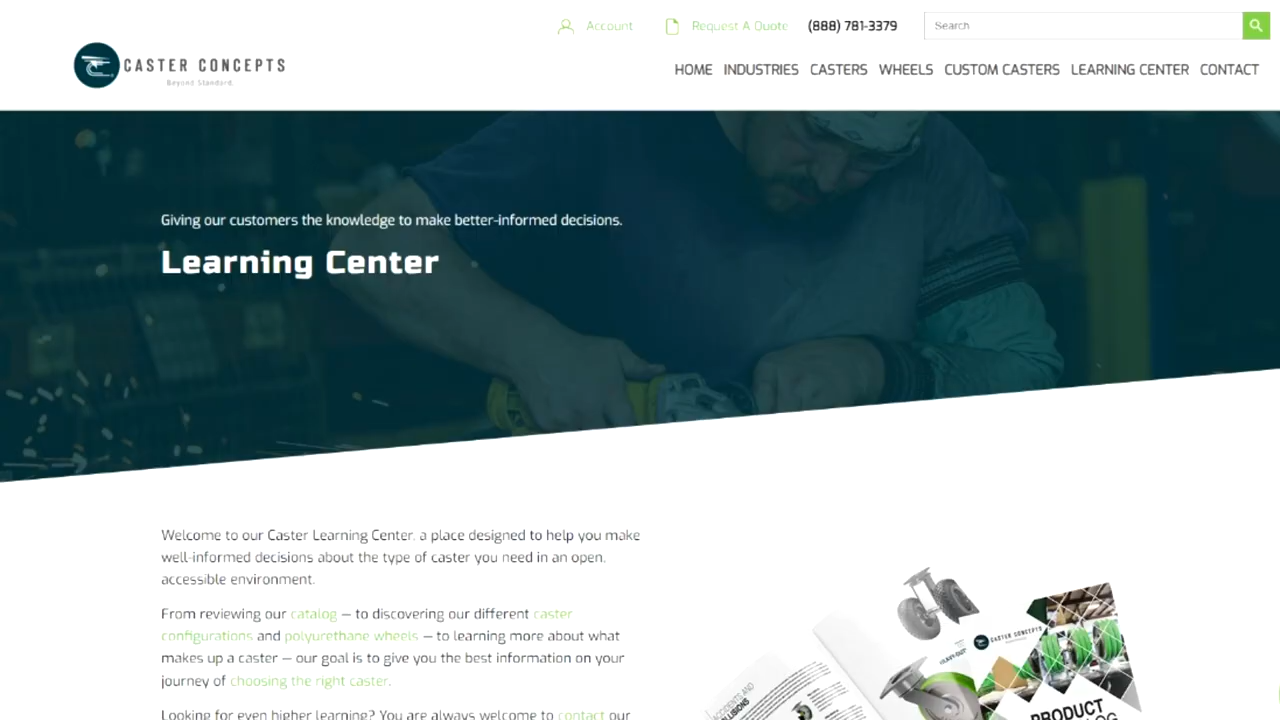 Account
Request A Quote
(888) 781-3379
Search
CASTER CONCEPTS
Beyond Standard.
HOME INDUSTRIES CASTERS WHEELS CUSTOM CASTERS LEARNING CENTER CONTACT
Giving our customers the knowledge to make better-informed decisions.
Learning Center
Welcome to our Caster Learning Center, a place designed to help you make
well-informed decisions about the type of caster you need in an open,
accessible environment.
From reviewing our catalog — to discovering our different caster
configurations and polyurethane wheels — to learning more about what
makes up a caster — our goal is to give you the best information on your
journey of choosing the right caster.
Looking for even higher learning? You are always welcome to contact our
CASTER CONCEPTS
ACCIDENTS AND
PRODUCT